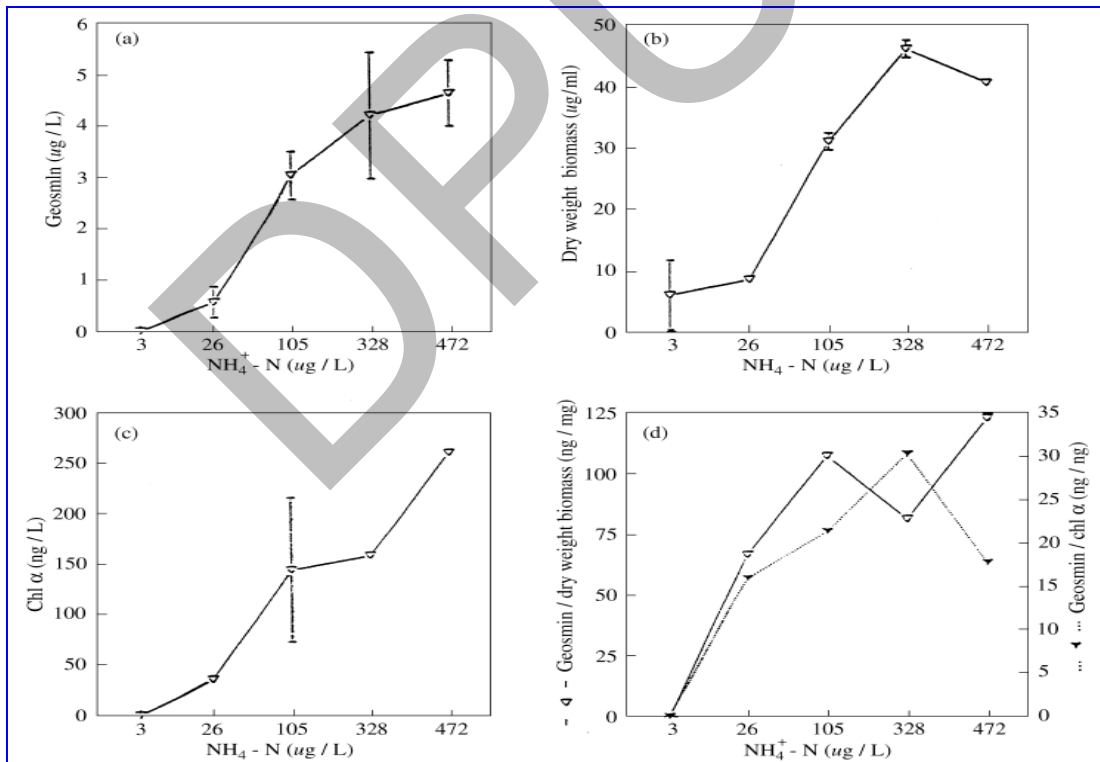 (a)
Geosmln (ug / L)
6
5
4
3
2
1
0
3 26 105 328 472
NH₄⁺ - N (ug / L)
(b)
Dry weight biomass (ug/ml)
50
40
30
20
10
0
3 26 105 328 472
NH₄ - N (ug / L)
(c)
Chl α (ng / L)
300
250
200
150
100
50
0
3 26 105 328 472
NH₄ - N (ug / L)
(d)
Geosmin / dry weight biomass (ng / mg)
125
100
75
50
25
0
3 26 105 328 472
NH₄⁺ - N (ug / L)
35
30
25
20
15
10
5
0
Geosmin / chl α (ng / ng)
DPU